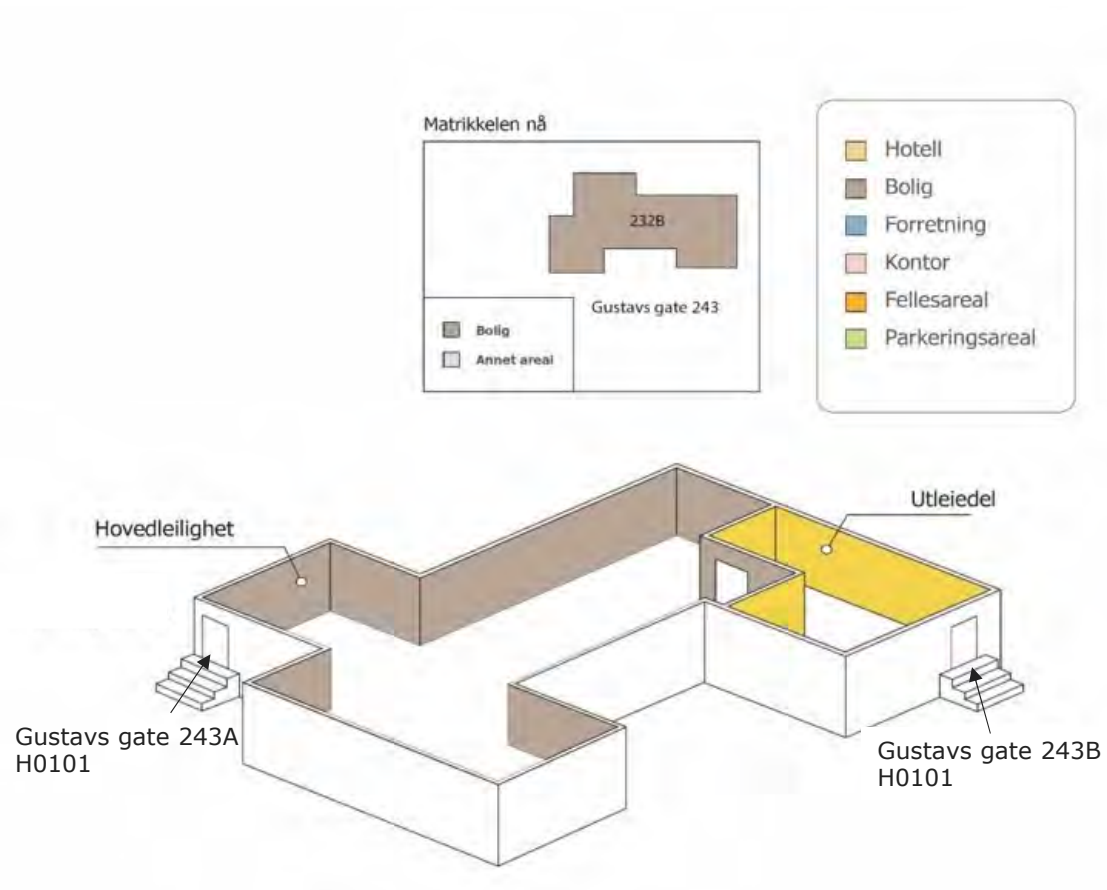 Matrikkelen nå
232B
Gustavs gate 243
Bolig
Annet areal
Hotell
Bolig
Forretning
Kontor
Fellesareal
Parkeringsareal
Hovedleilighet
Utleiedel
Gustavs gate 243A
H0101
Gustavs gate 243B
H0101